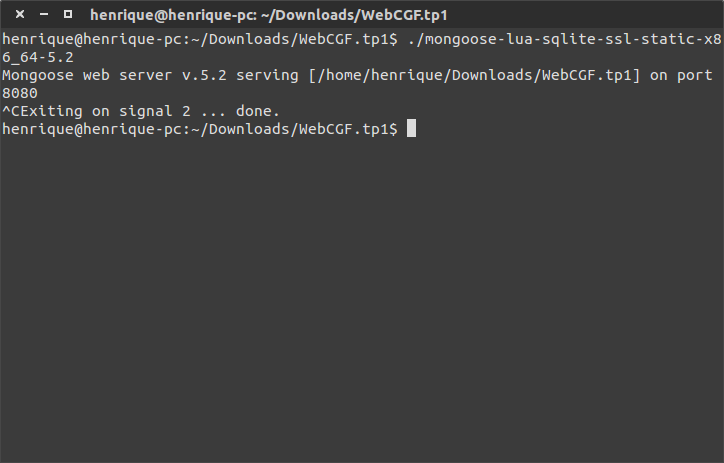 henrique@henrique-pc: ~/Downloads/WebCGF.tp1
henrique@henrique-pc:~/Downloads/WebCGF.tp1$ ./mongoose-lua-sqlite-ssl-static-x8
6_64-5.2
Mongoose web server v.5.2 serving [/home/henrique/Downloads/WebCGF.tp1] on port
8080
^CExiting on signal 2 ... done.
henrique@henrique-pc:~/Downloads/WebCGF.tp1$